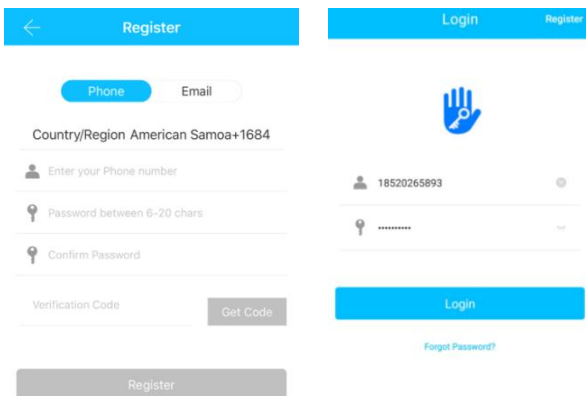 Register
Phone Email
Country/Region American Samoa+1684
Enter your Phone number
Password between 6-20 chars
Confirm Password
Verification Code Get Code
Register
Login Register
18520265893
••••••••••
Login
Forgot Password?